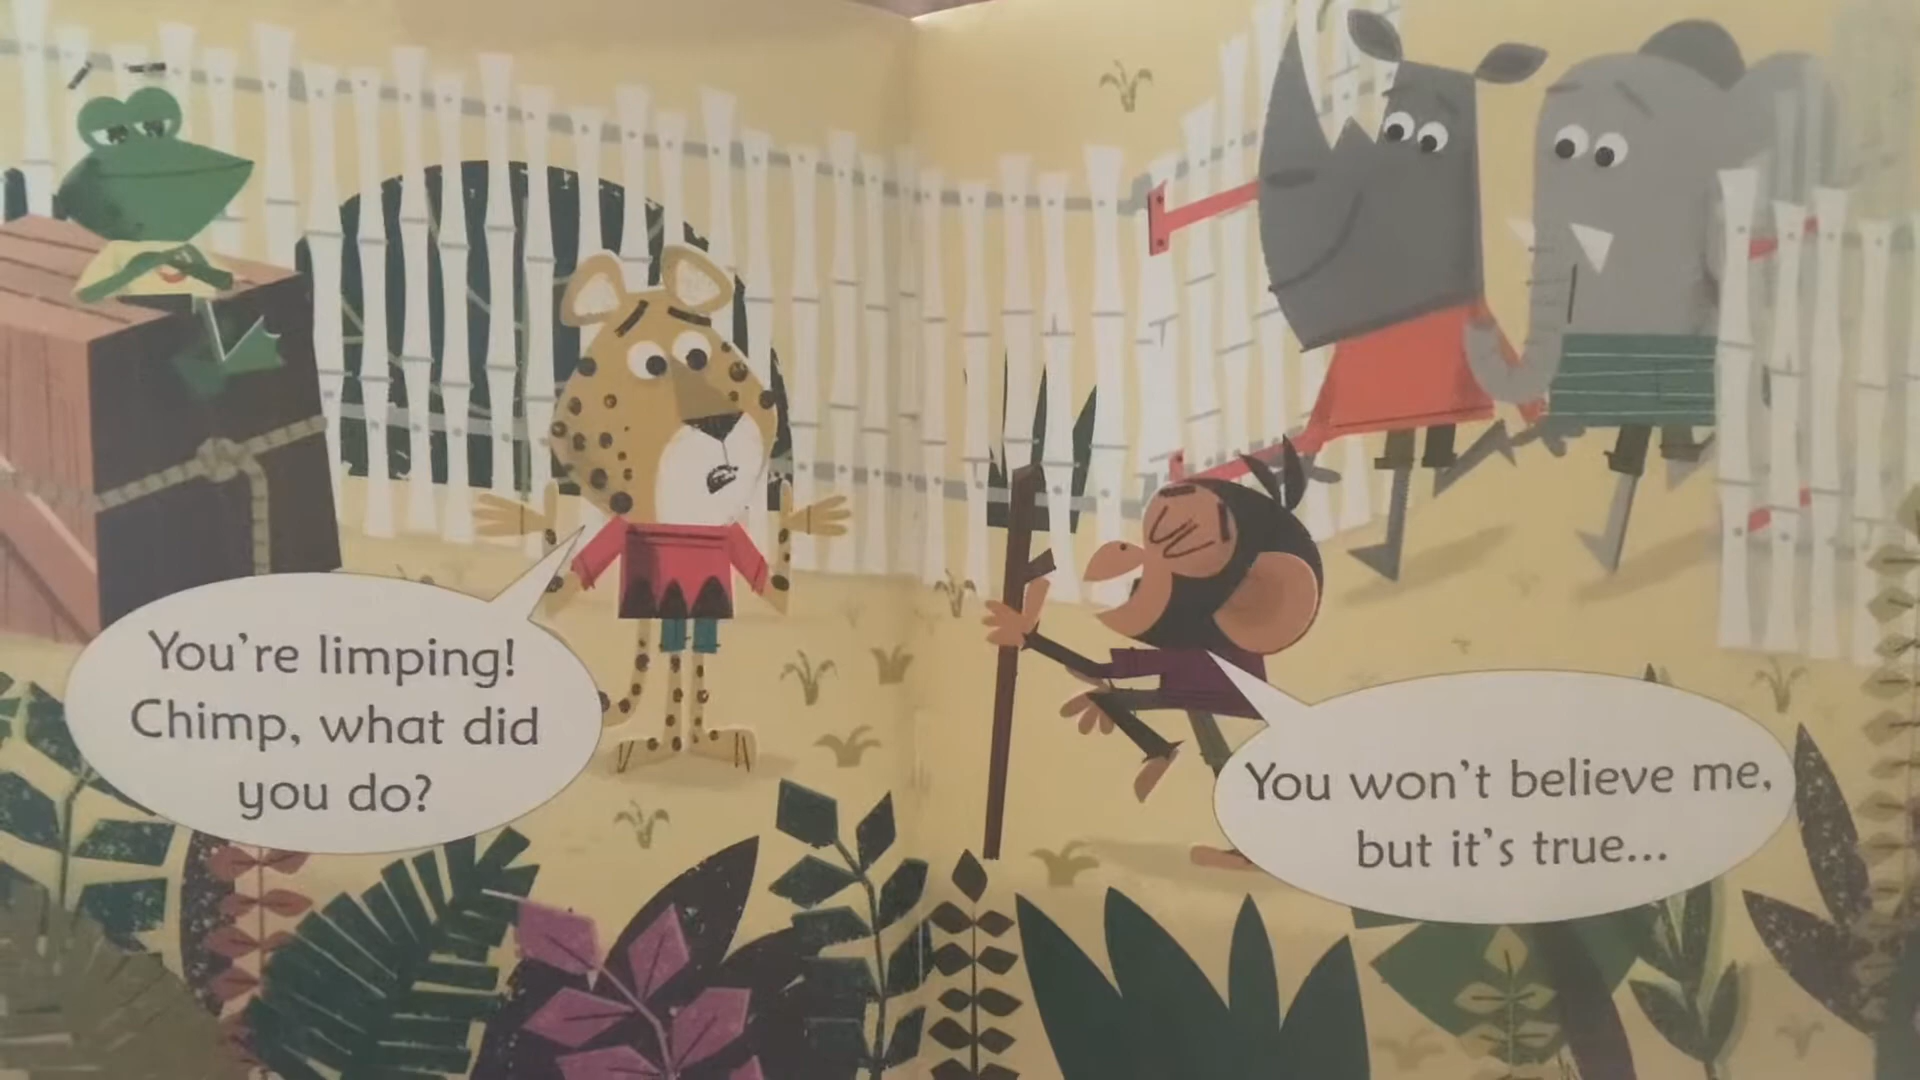 You're limping!
Chimp, what did
you do?
You won't believe me,
but it's true...